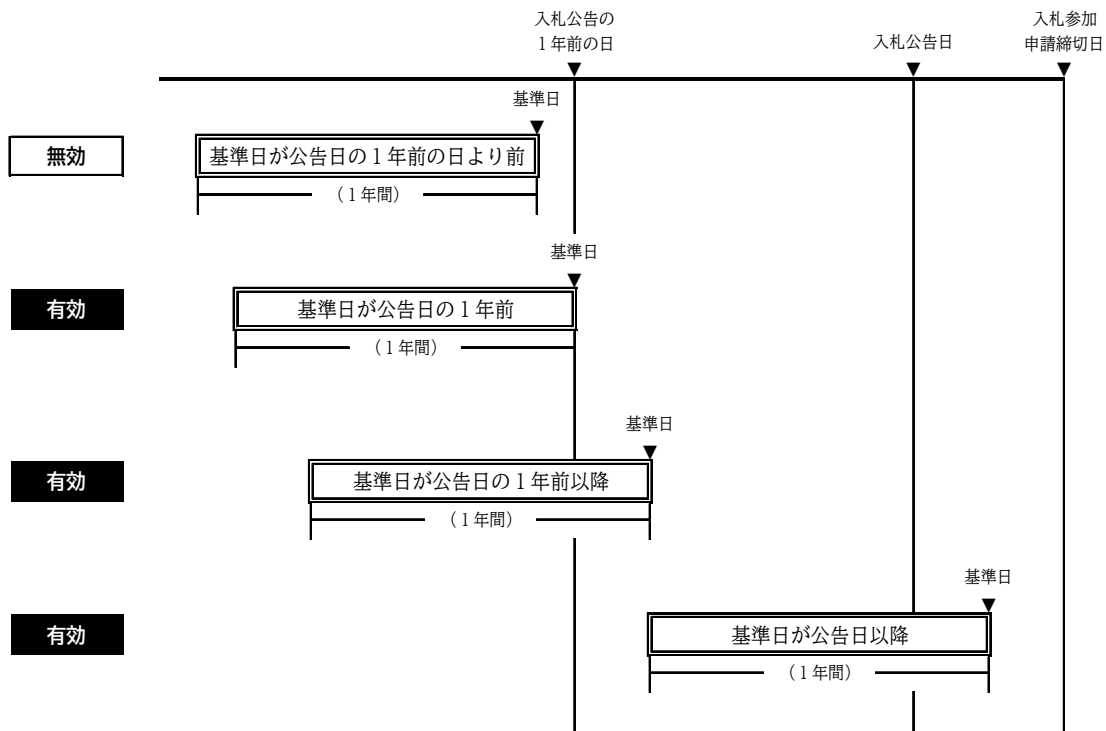 入札公告の
1年前の日
入札公告日
入札参加
申請締切日
基準日
無効
基準日が公告日の1年前の日より前
(1年間)
基準日
有効
基準日が公告日の1年前
(1年間)
基準日
有効
基準日が公告日の1年前以降
(1年間)
基準日
有効
基準日が公告日以降
(1年間)